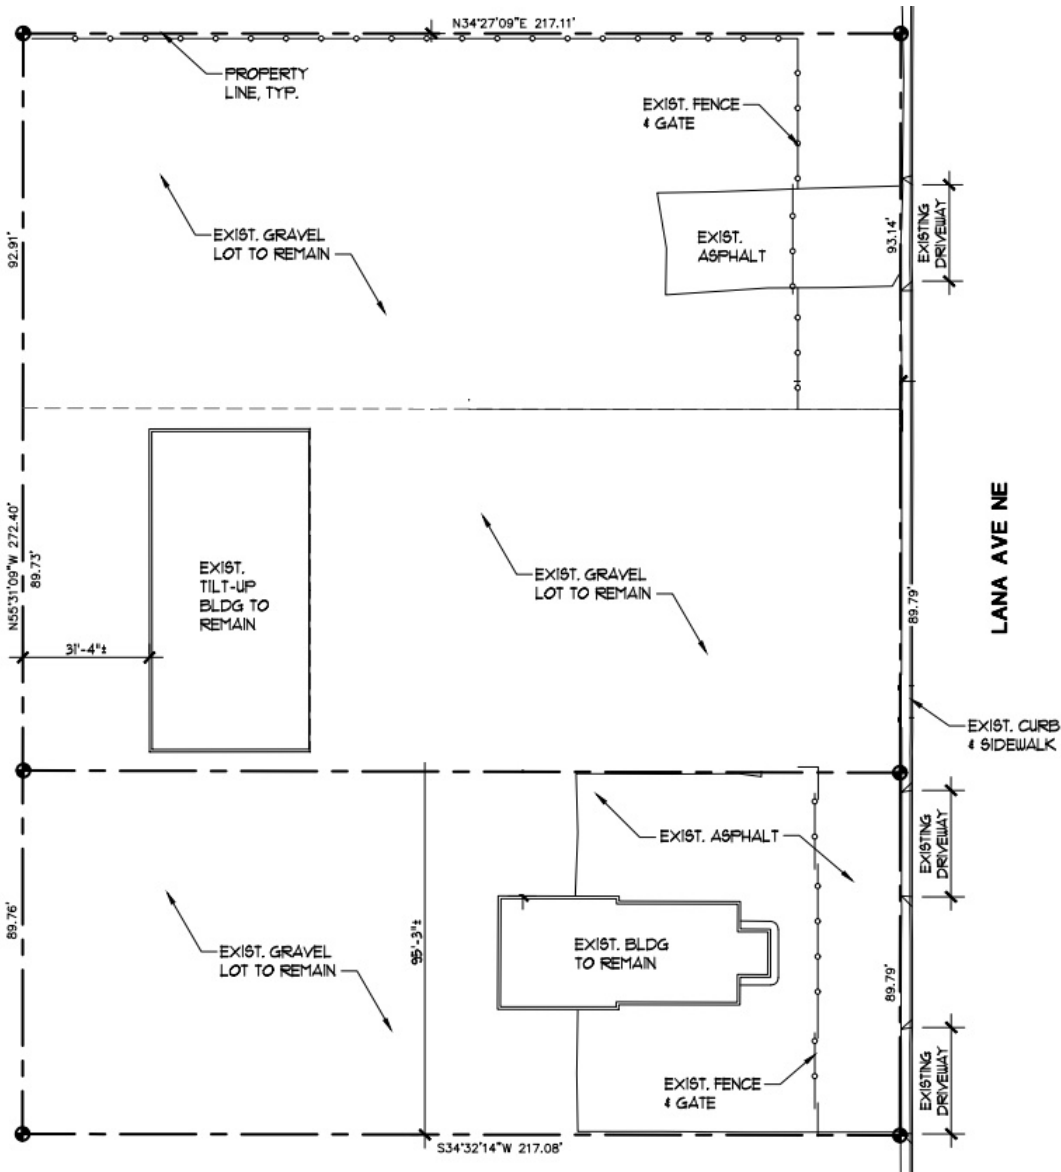 N34°27'09"E 217.11'
PROPERTY
LINE, TYP.
EXIST. FENCE
& GATE
EXIST. GRAVEL
LOT TO REMAIN
92.91'
EXIST.
ASPHALT
93.14'
EXISTING
DRIVEWAY
N55°31'09"W 272.40'
89.73'
EXIST.
TILT-UP
BLDG TO
REMAIN
31'-4"±
EXIST. GRAVEL
LOT TO REMAIN
89.79'
LANA AVE NE
EXIST. CURB
& SIDEWALK
EXIST. ASPHALT
EXISTING
DRIVEWAY
89.76'
EXIST. GRAVEL
LOT TO REMAIN
95'-3"±
EXIST. BLDG
TO REMAIN
89.79'
EXIST. FENCE
& GATE
EXISTING
DRIVEWAY
S34°32'14"W 217.08'